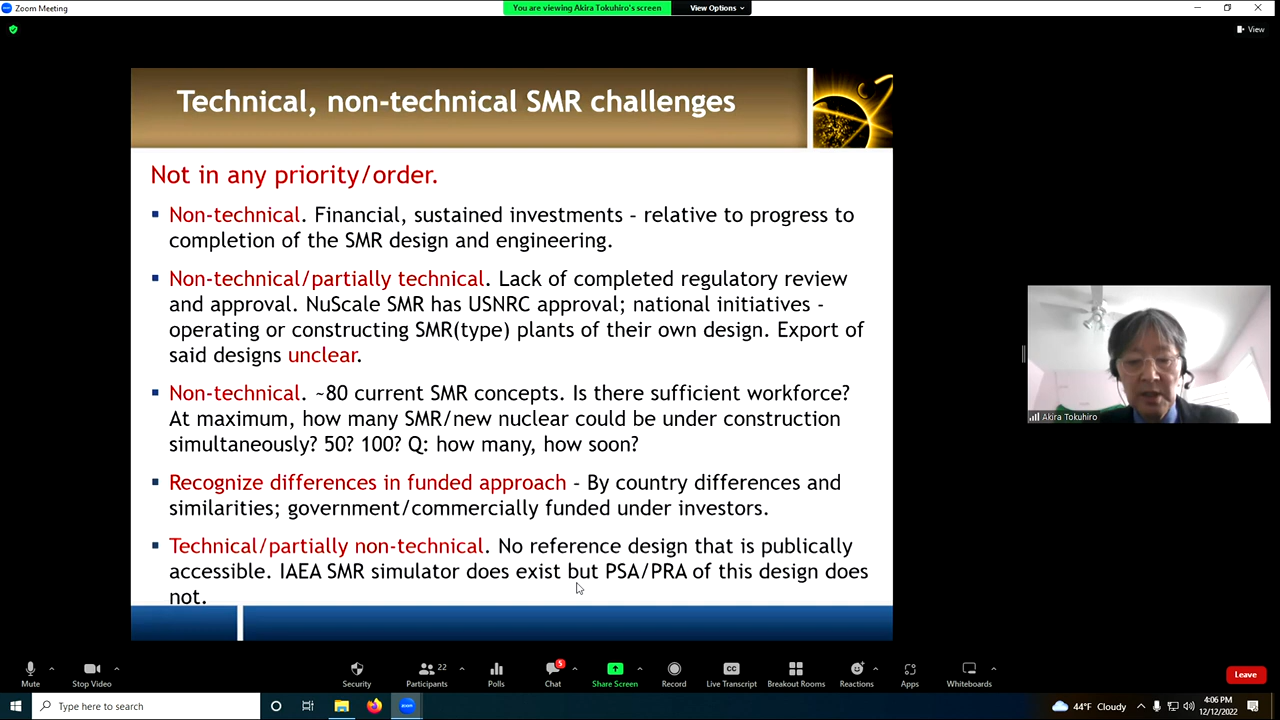 Zoom Meeting
You are viewing Akira Tokuhiro's screen
View Options
View
Technical, non-technical SMR challenges
Not in any priority/order.
Non-technical. Financial, sustained investments - relative to progress to
completion of the SMR design and engineering.
Non-technical/partially technical. Lack of completed regulatory review
and approval. NuScale SMR has USNRC approval; national initiatives -
operating or constructing SMR(type) plants of their own design. Export of
said designs unclear.
Non-technical. ~80 current SMR concepts. Is there sufficient workforce?
At maximum, how many SMR/new nuclear could be under construction
simultaneously? 50? 100? Q: how many, how soon?
Recognize differences in funded approach - By country differences and
similarities; government/commercially funded under investors.
Technical/partially non-technical. No reference design that is publically
accessible. IAEA SMR simulator does exist but PSA/PRA of this design does
not.
Akira Tokuhiro
Mute
Stop Video
Security
Participants
22
Polls
Chat
5
Share Screen
Record
CC
Live Transcript
Breakout Rooms
Reactions
Apps
Whiteboards
Leave
Type here to search
44°F Cloudy
4:06 PM
12/12/2022